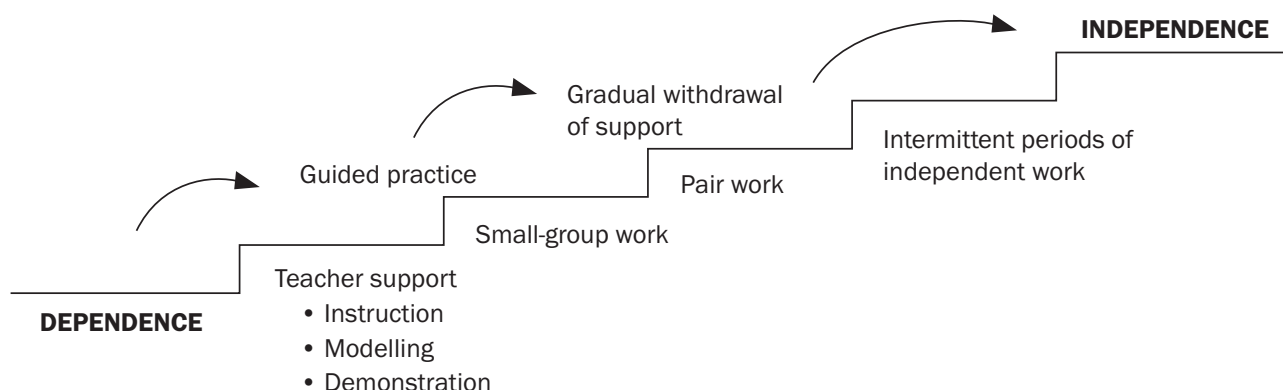 INDEPENDENCE
Gradual withdrawal
of support
Intermittent periods of
independent work
Guided practice
Pair work
Small-group work
Teacher support
• Instruction
• Modelling
• Demonstration
DEPENDENCE